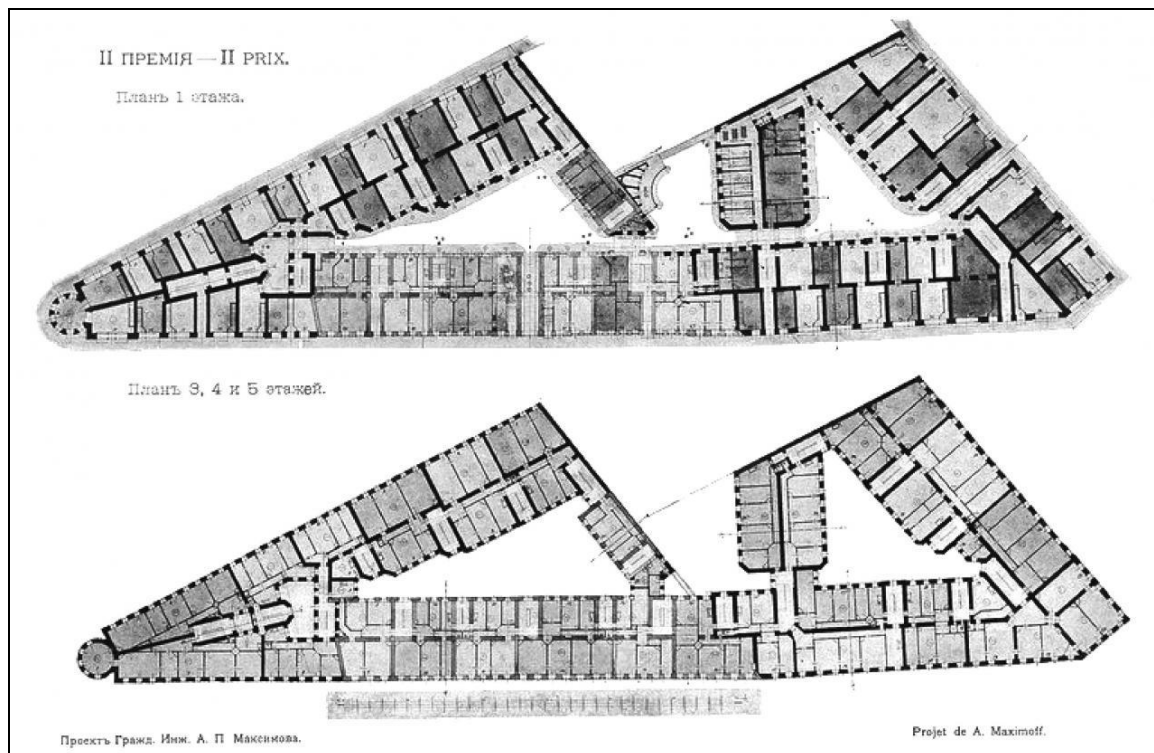 II ПРЕМІЯ — II PRIX.
Планъ 1 этажа.
Планъ 3, 4 и 5 этажей.
Проектъ Гражд. Инж. А. П Максимова.
Projet de A. Maximoff.